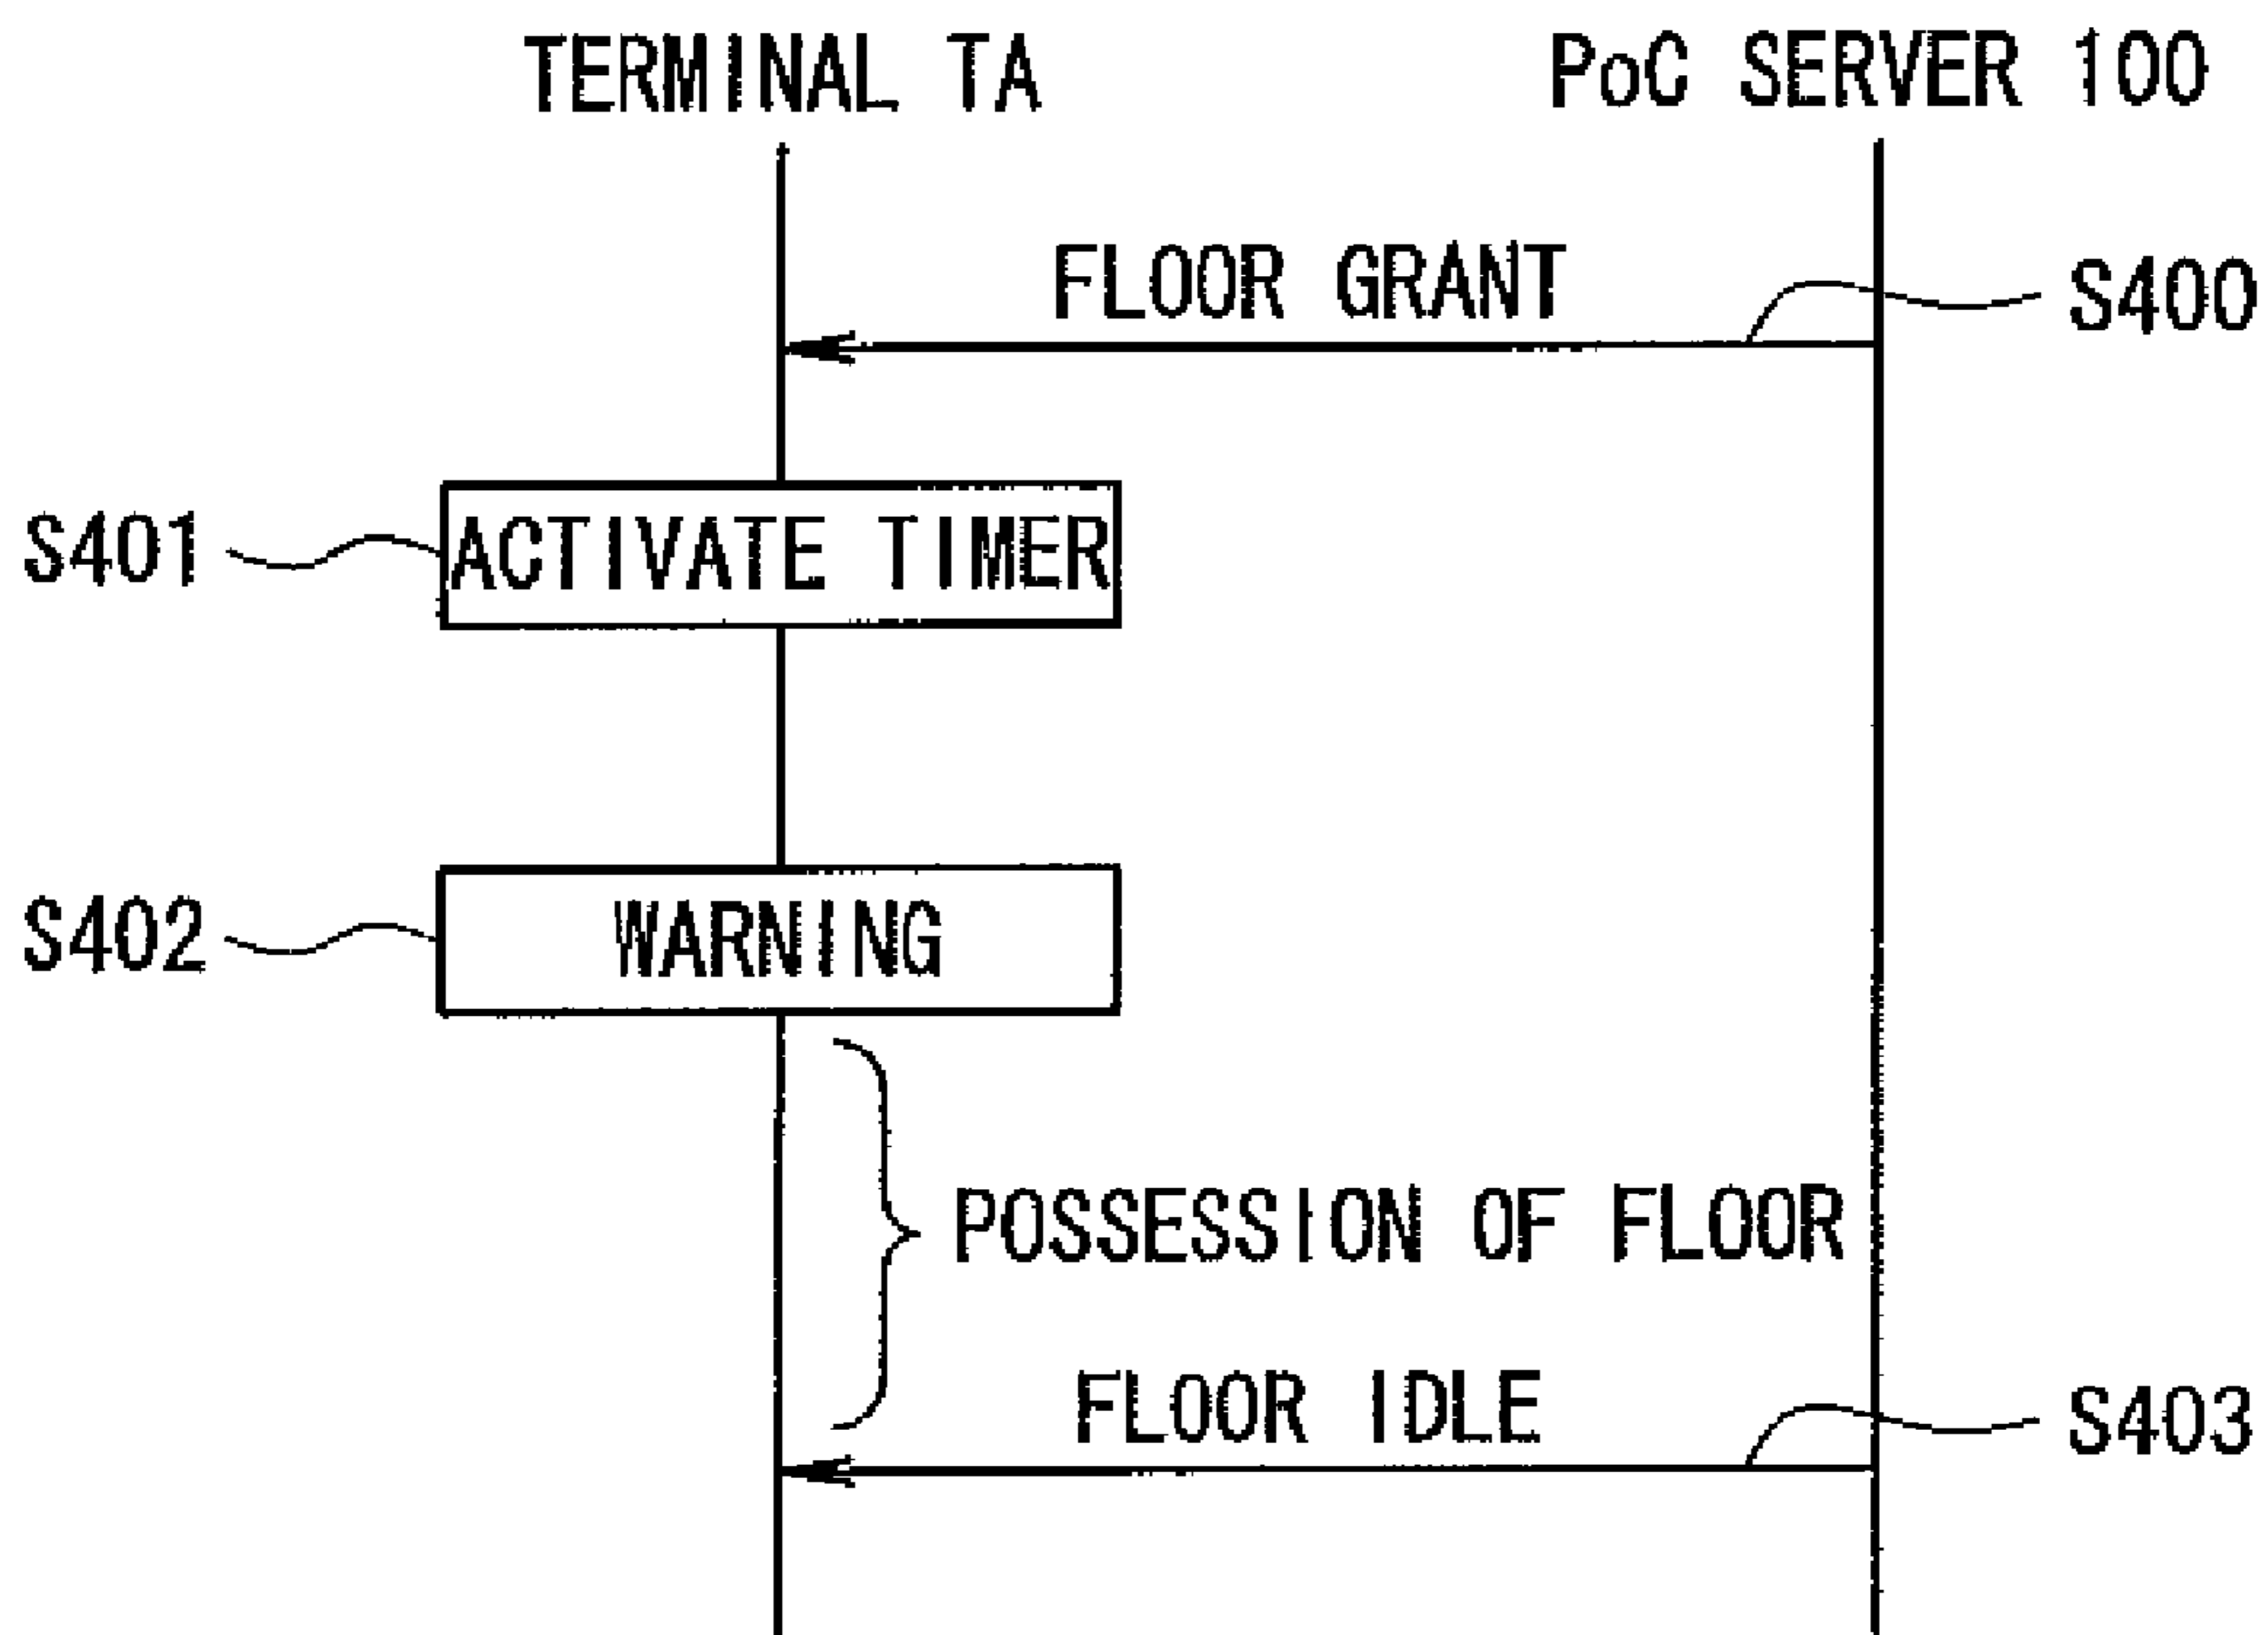 TERMINAL TA
PoC SERVER 100
FLOOR GRANT
S400
S401
ACTIVATE TIMER
S402
WARNING
POSSESSION OF FLOOR
FLOOR IDLE
S403